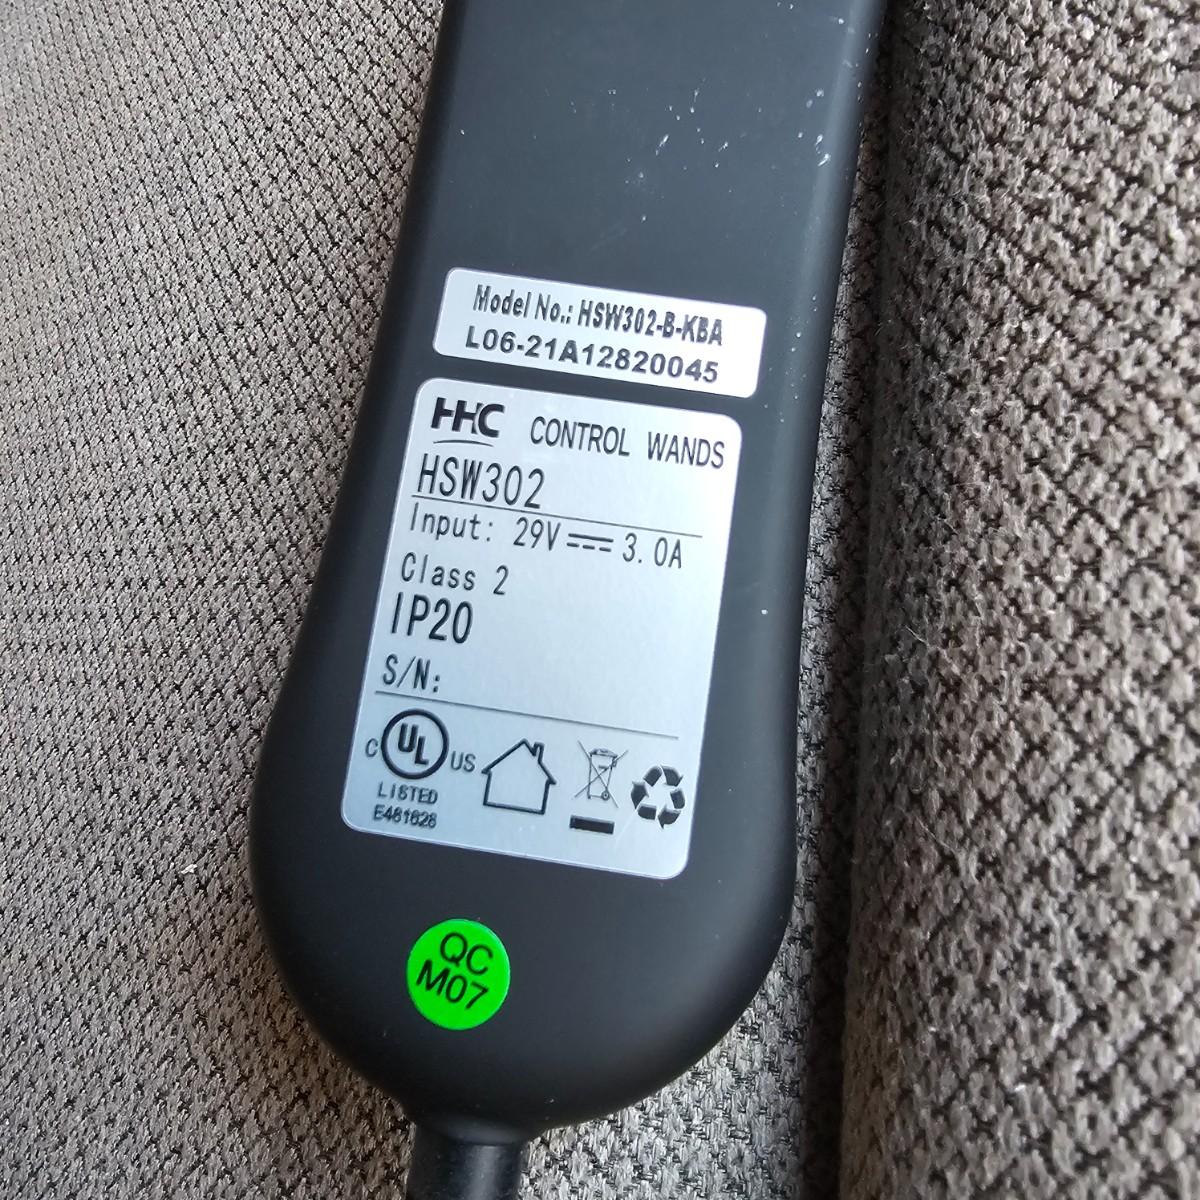 Model No.: HSW302-B-KBA
L06-21A12820045
HHC CONTROL WANDS
HSW302
Input: 29V⎓3.0A
Class 2
IP20
S/N:
C UL US
LISTED
E461628
QC
M07